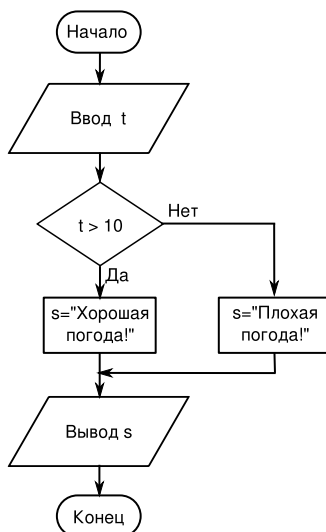 Начало
Ввод t
t > 10
Нет
Да
s="Хорошая
погода!"
s="Плохая
погода!"
Вывод s
Конец